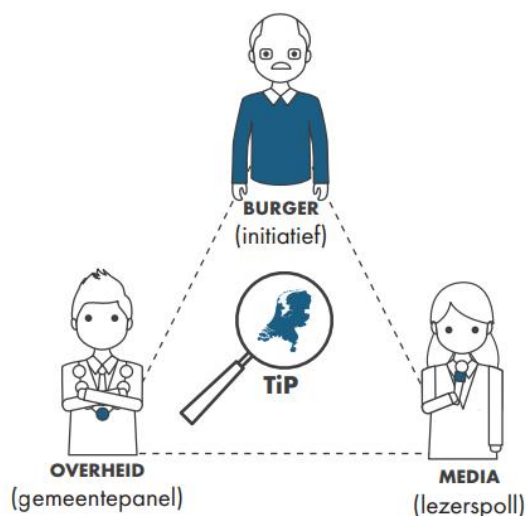 BURGER
(initiatief)
TiP
OVERHEID
(gemeentepanel)
MEDIA
(lezerspoll)